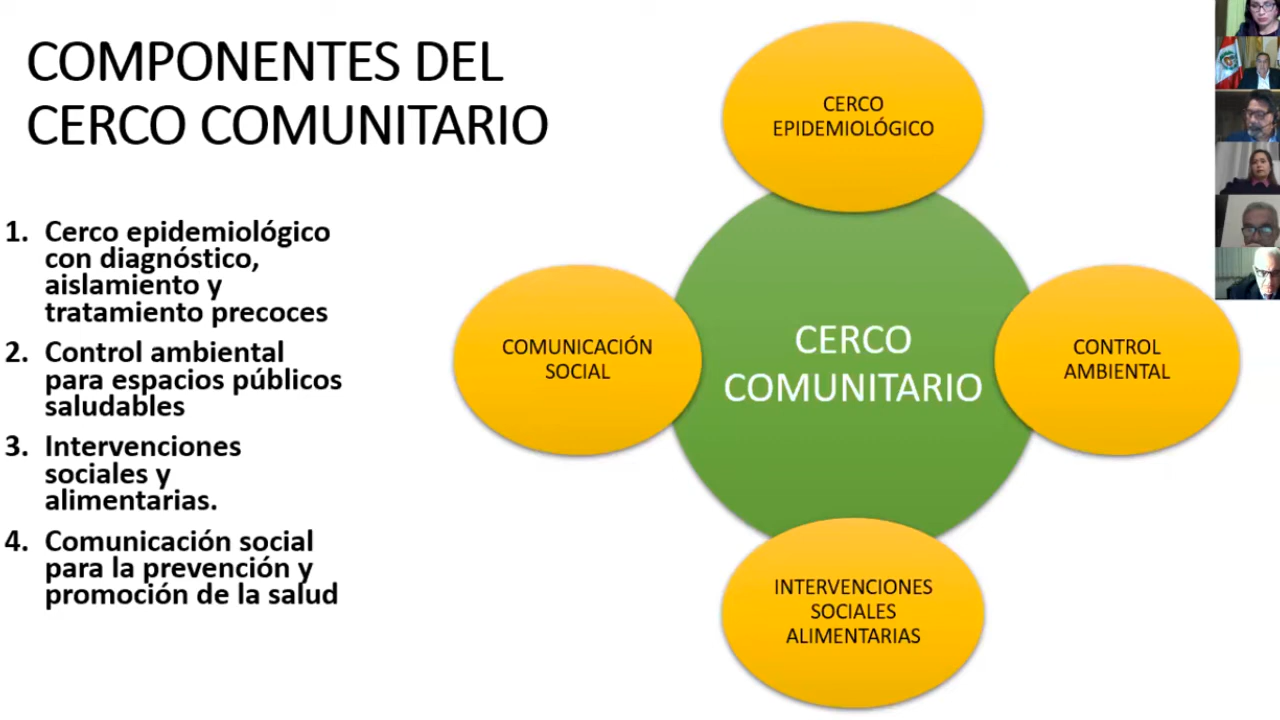 COMPONENTES DEL
CERCO COMUNITARIO
1. Cerco epidemiológico
con diagnóstico,
aislamiento y
tratamiento precoces
2. Control ambiental
para espacios públicos
saludables
3. Intervenciones
sociales y
alimentarias.
4. Comunicación social
para la prevención y
promoción de la salud
CERCO
EPIDEMIOLÓGICO
COMUNICACIÓN
SOCIAL
CERCO
COMUNITARIO
CONTROL
AMBIENTAL
INTERVENCIONES
SOCIALES
ALIMENTARIAS